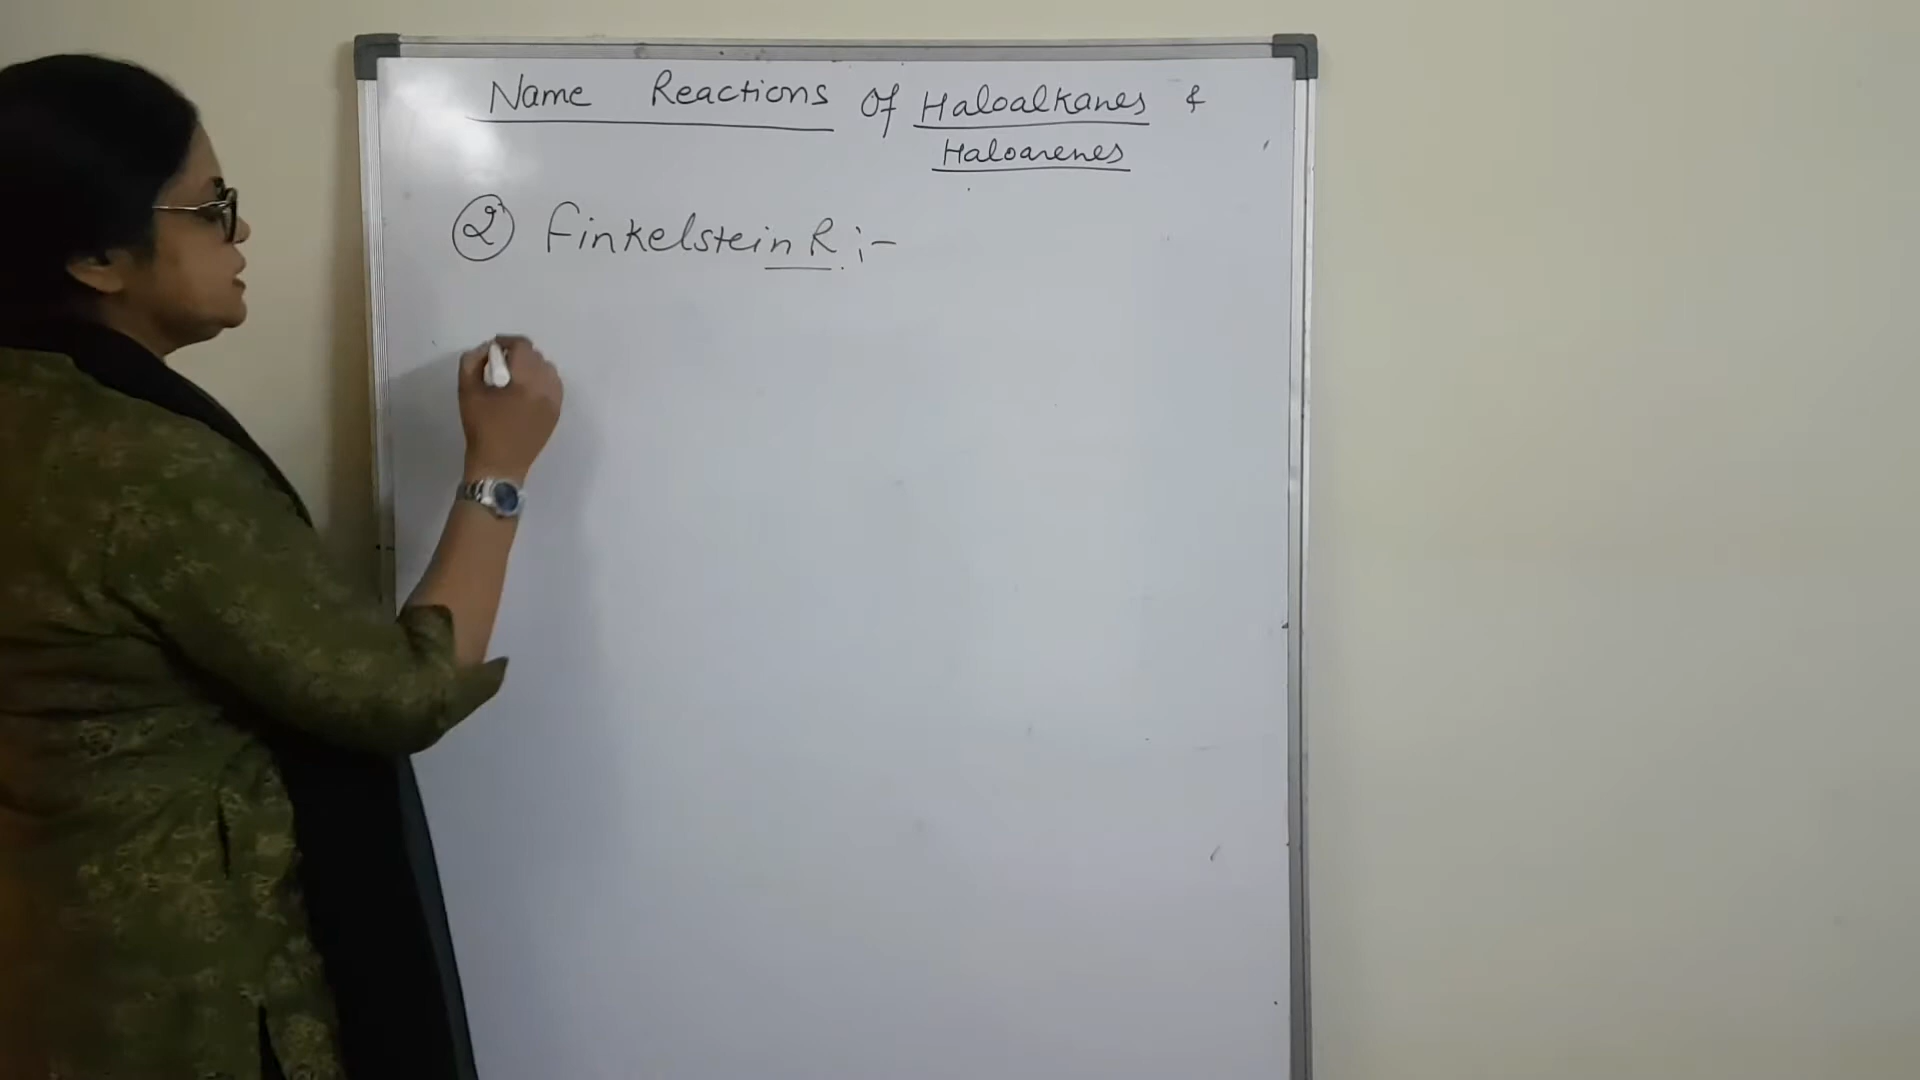 Name Reactions Of Haloalkanes &
Haloarenes
② Finkelstein R :-